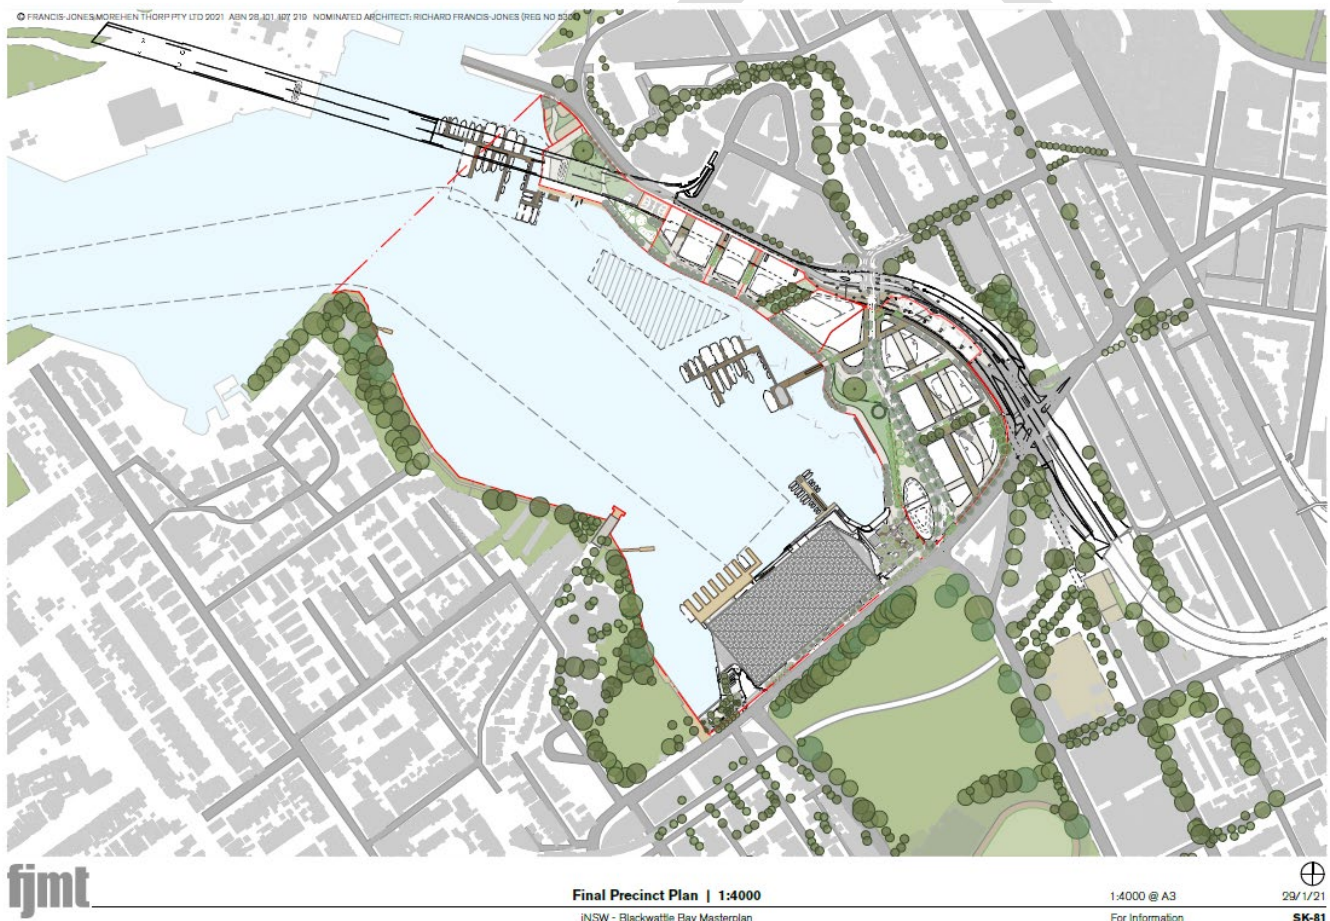 © FRANCIS-JONES MOREHEN THORP PTY LTD 2021 ABN 28 101 197 219 NOMINATED ARCHITECT: RICHARD FRANCIS-JONES (REG NO 5301)
fjmt
Final Precinct Plan | 1:4000
iNSW - Blackwattle Bay Masterplan
1:4000 @ A3
For Information
29/1/21
SK-81